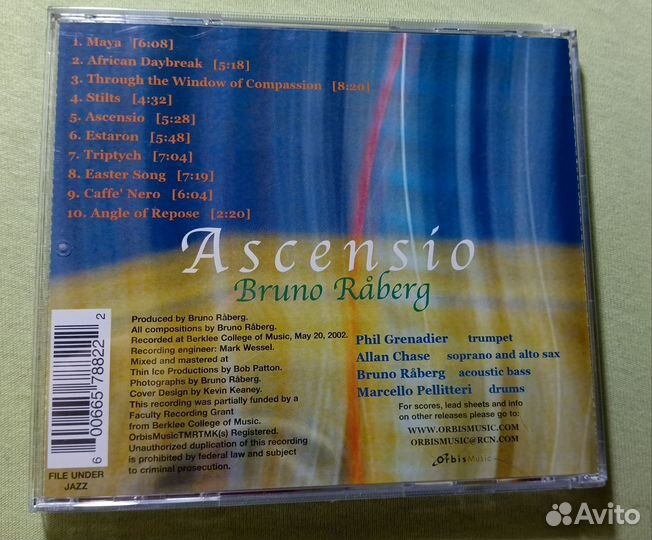 1. Maya [6:08]
2. African Daybreak [5:18]
3. Through the Window of Compassion [8:20]
4. Stilts [4:32]
5. Ascensio [5:28]
6. Estaron [5:48]
7. Triptych [7:04]
8. Easter Song [7:19]
9. Caffe' Nero [6:04]
10. Angle of Repose [2:20]
Ascensio
Bruno Råberg
Produced by Bruno Råberg.
All compositions by Bruno Råberg.
Recorded at Berklee College of Music, May 20, 2002.
Recording engineer: Mark Wessel.
Mixed and mastered at
Thin Ice Productions by Bob Patton.
Photographs by Bruno Råberg.
Cover Design by Kevin Keaney.
This recording was partially funded by a
Faculty Recording Grant
from Berklee College of Music.
OrbisMusicTMRTMK(s) Registered.
Unauthorized duplication of this recording
is prohibited by federal law and subject
to criminal prosecution.
Phil Grenadier trumpet
Allan Chase soprano and alto sax
Bruno Råberg acoustic bass
Marcello Pellitteri drums
For scores, lead sheets and info
on other releases please go to:
WWW.ORBISMUSIC.COM
ORBISMUSIC@RCN.COM
OrbisMusic
6 00665 78822 2
FILE UNDER
JAZZ
Avito